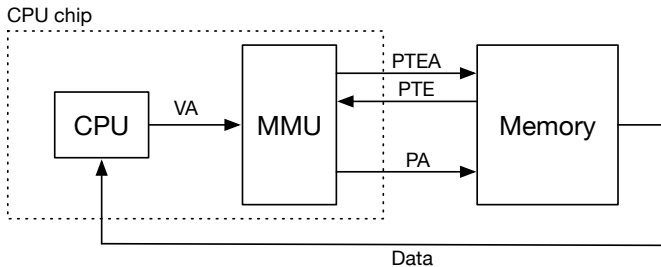 CPU chip
PTEA
PTE
VA
CPU
MMU
Memory
PA
Data